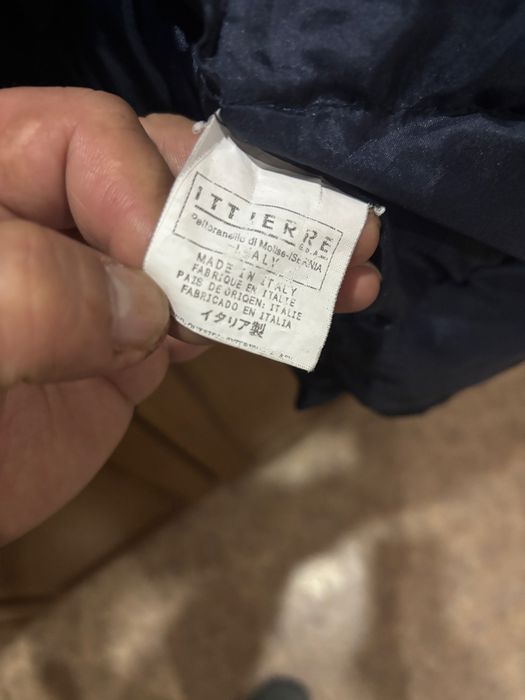 ITTIERRE
S.p.A.
Pettoranello di Molise-ISERNIA
ITALY
MADE IN ITALY
FABRIQUE EN ITALIE
PAIS DE ORIGEN: ITALIE
FABRICADO EN ITALIA
イタリア製